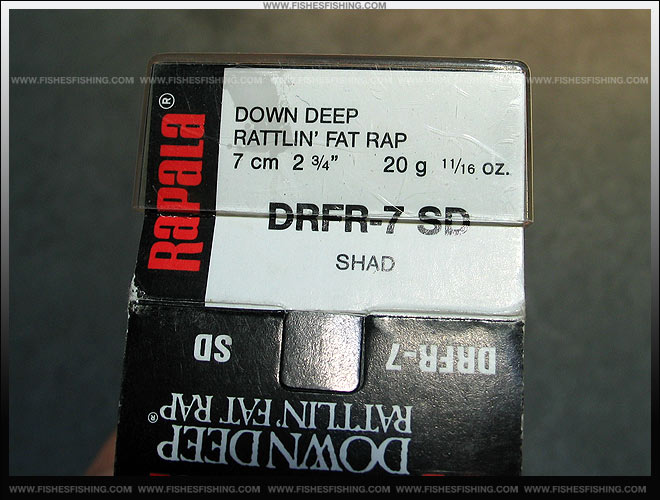 WWW.FISHESFISHING.COM
WWW.FISHESFISHING.COM WWW.FISHESFISHING.COM WWW.FISHESFISHING.COM WWW.FISHESFISHING.COM WWW.FISHESFISHING.COM
Rapala®
DOWN DEEP
RATTLIN' FAT RAP
7 cm 2 3/4" 20 g 11/16 oz.
DRFR-7 SD
SHAD
DRFR-7 SD
DOWN DEEP
RATTLIN' FAT RAP®
WWW.FISHESFISHING.COM WWW.FISHESFISHING.COM WWW.FISHESFISHING.COM WWW.FISHESFISHING.COM WWW.FISHESFISHING.COM